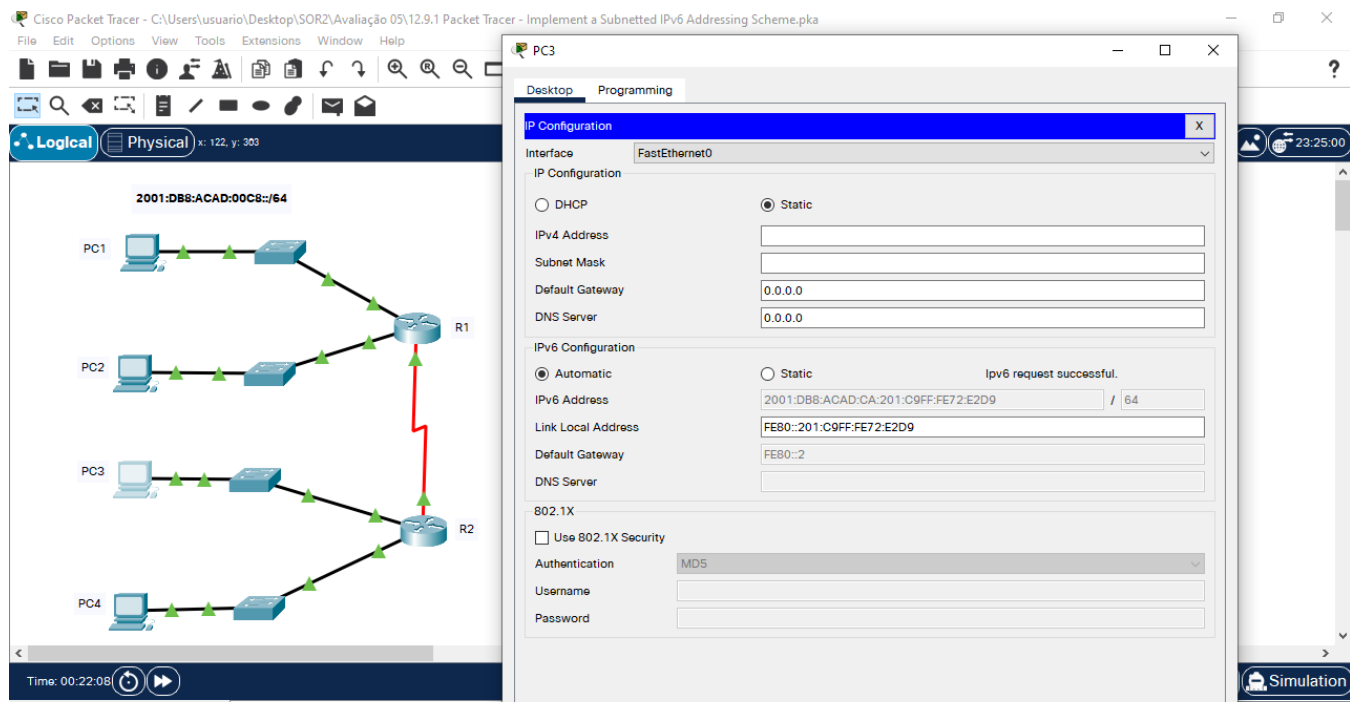 Cisco Packet Tracer - C:\Users\usuario\Desktop\SOR2\Avaliação 05\12.9.1 Packet Tracer - Implement a Subnetted IPv6 Addressing Scheme.pka
File Edit Options View Tools Extensions Window Help
PC3
?
Desktop Programming
IP Configuration X
Logical Physical x: 122, y: 303 23:25:00
Interface FastEthernet0
IP Configuration
2001:DB8:ACAD:00C8::/64
DHCP Static
PC1
IPv4 Address
Subnet Mask
Default Gateway 0.0.0.0
DNS Server 0.0.0.0
R1
IPv6 Configuration
PC2
Automatic Static Ipv6 request successful.
IPv6 Address 2001:DB8:ACAD:CA:201:C9FF:FE72:E2D9 / 64
Link Local Address FE80::201:C9FF:FE72:E2D9
Default Gateway FE80::2
PC3
DNS Server
802.1X
R2
Use 802.1X Security
Authentication MD5
Username
PC4
Password
Time: 00:22:08 Simulation